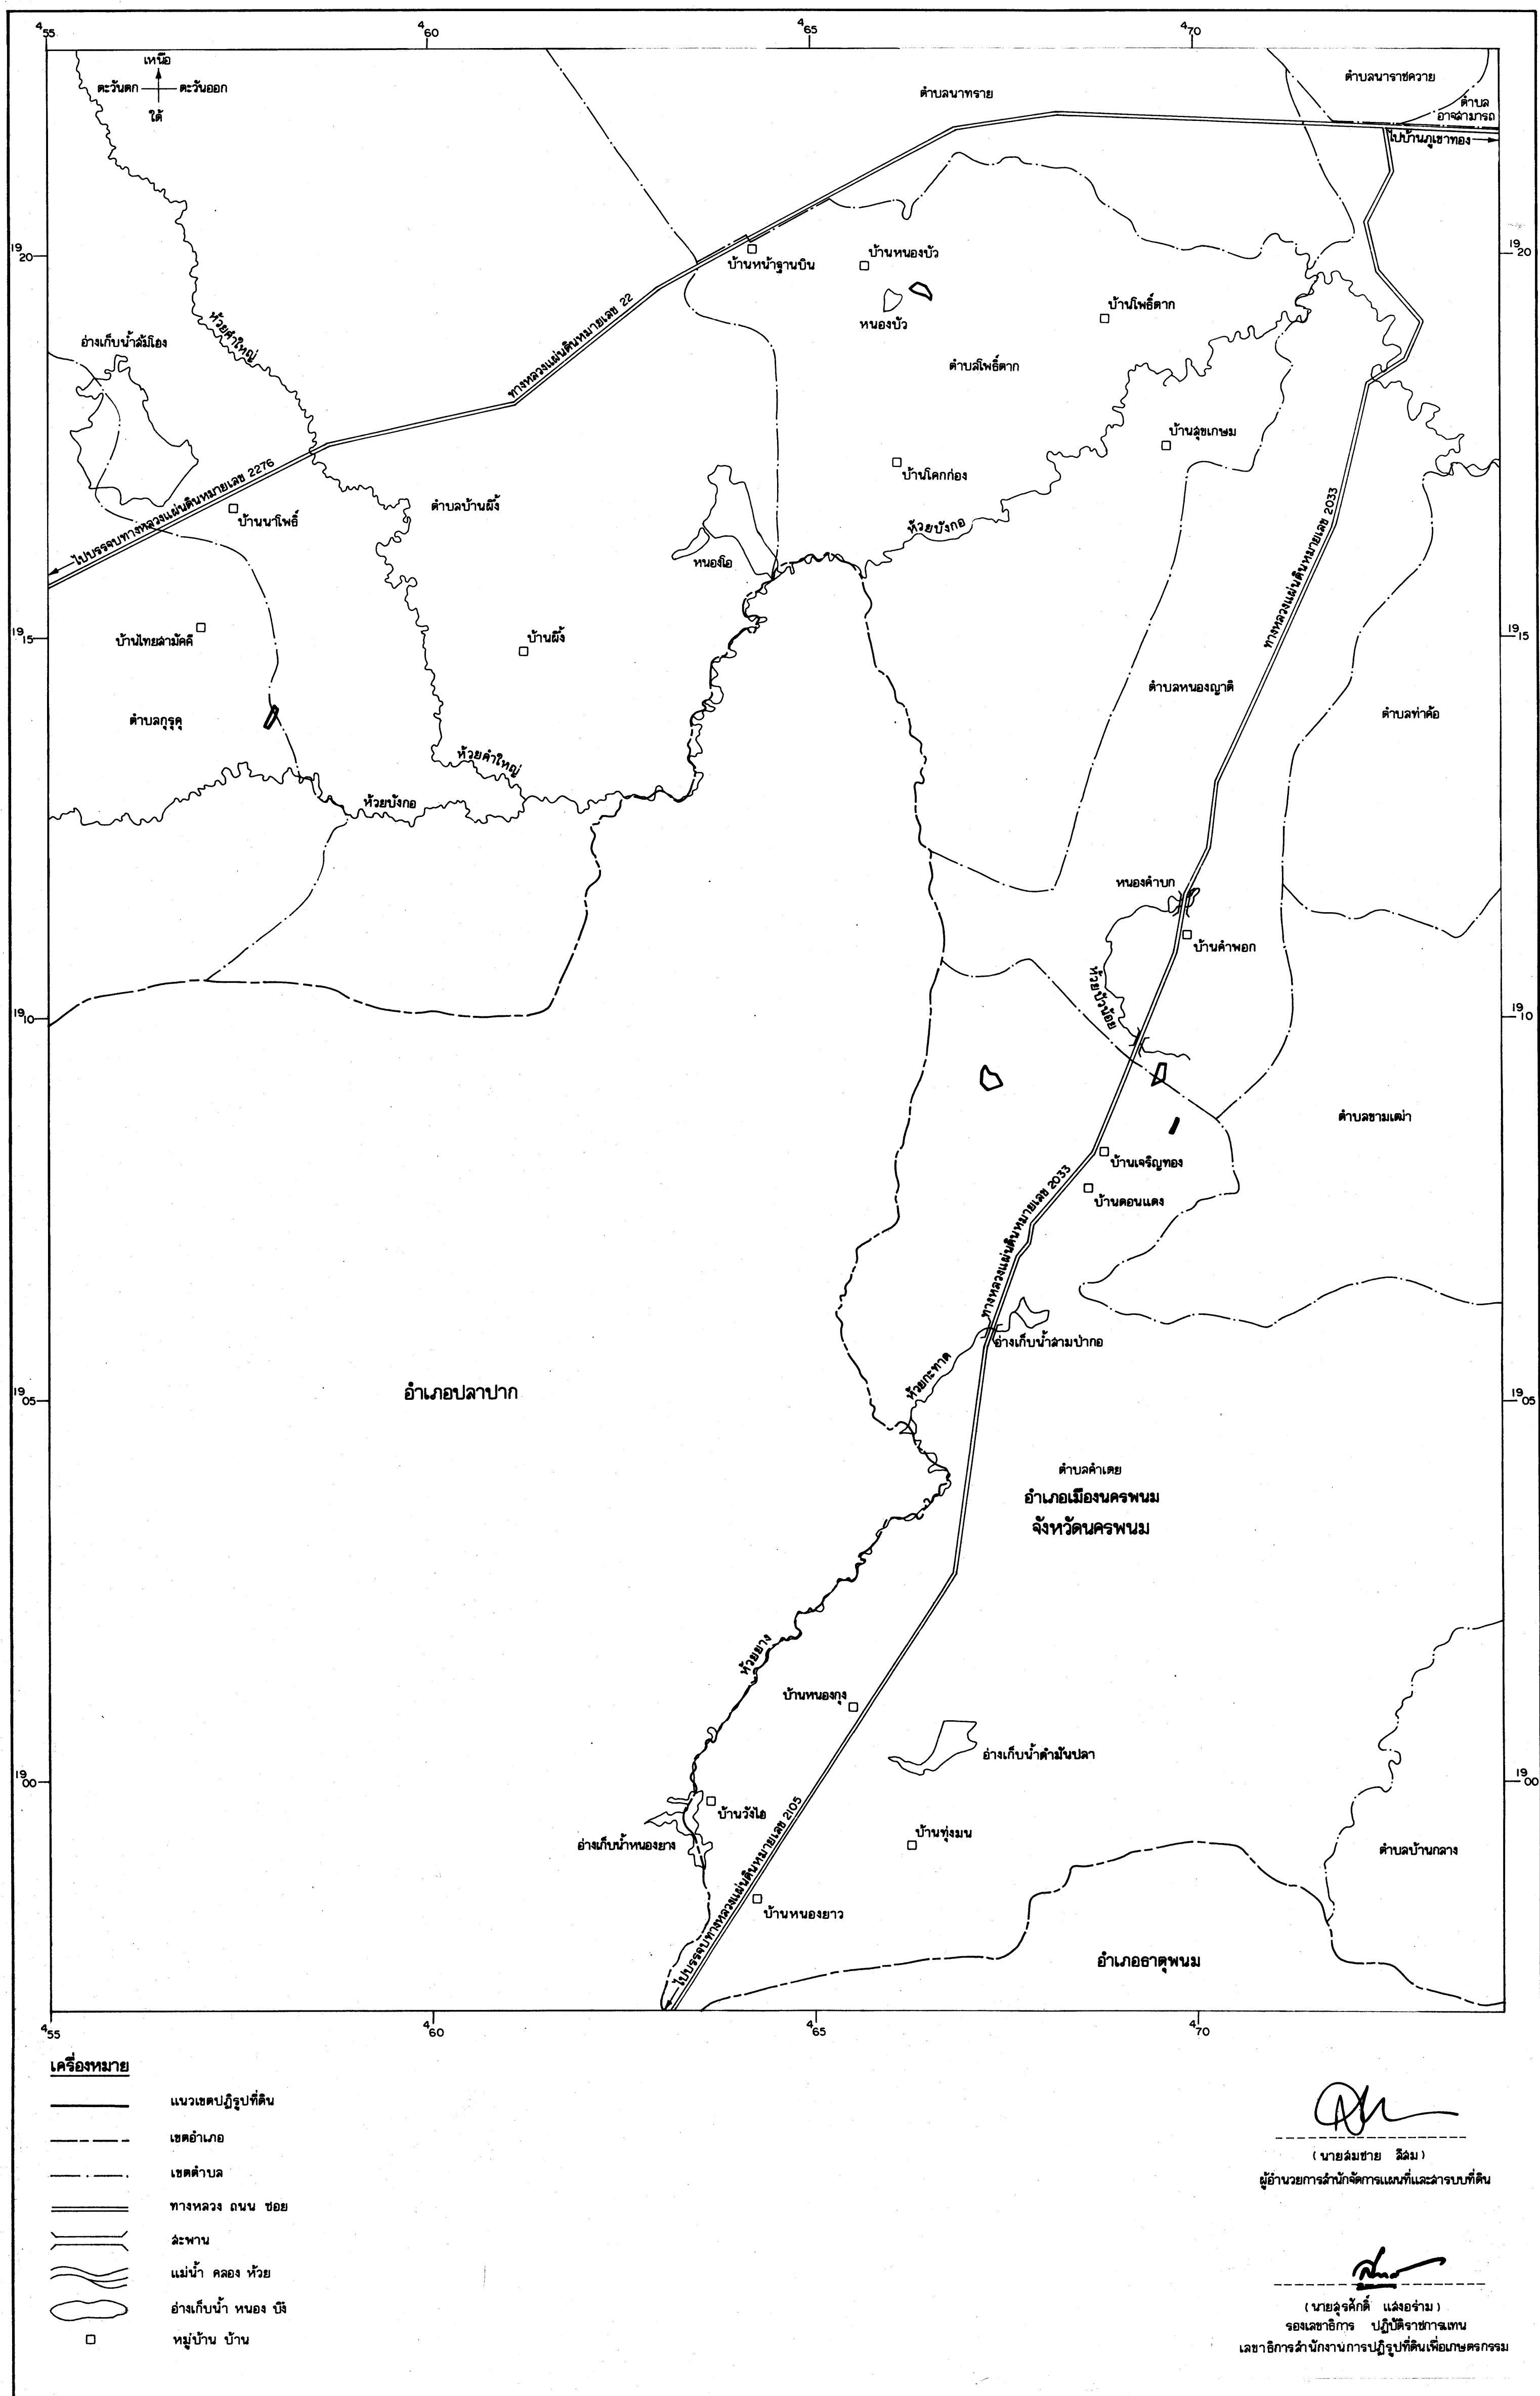 455
460
465
470
เหนือ
ตะวันตก
ตะวันออก
ใต้
ตำบลนาทราย
ตำบลนาราชควาย
ตำบล
อาจสามารถ
ไปบ้านภูเขาทอง
1920
1920
บ้านหน้าฐานบิน
บ้านหนองบัว
หนองบัว
บ้านโพธิ์ตาก
ตำบลโพธิ์ตาก
ห้วยคำใหญ่
ทางหลวงแผ่นดินหมายเลข 22
อ่างเก็บน้ำส้มโฮง
บ้านสุขเกษม
บ้านโคกก่อง
ไปบรรจบทางหลวงแผ่นดินหมายเลข 2276
บ้านนาโพธิ์
ตำบลบ้านผึ้ง
หนองโอ
ห้วยบังกอ
ทางหลวงแผ่นดินหมายเลข 2033
1915
1915
บ้านไทยสามัคคี
บ้านผึ้ง
ตำบลกุรุคุ
ตำบลหนองญาติ
ตำบลท่าค้อ
ห้วยคำใหญ่
ห้วยบังกอ
หนองคำบก
บ้านคำพอก
ห้วยบัวน้อย
1910
1910
ตำบลขามเฒ่า
บ้านเจริญทอง
บ้านดอนแดง
ทางหลวงแผ่นดินหมายเลข 2033
อ่างเก็บน้ำลามป่ากอ
ห้วยกะทาด
1905
1905
อำเภอปลาปาก
ตำบลคำเตย
อำเภอเมืองนครพนม
จังหวัดนครพนม
ห้วยยาง
บ้านหนองกุง
อ่างเก็บน้ำดำมันปลา
1900
1900
บ้านวังไฮ
อ่างเก็บน้ำหนองยาง
บ้านทุ่งมน
ตำบลบ้านกลาง
ไปบรรจบทางหลวงแผ่นดินหมายเลข 2105
บ้านหนองยาว
อำเภอธาตุพนม
455
460
465
470
เครื่องหมาย
แนวเขตปฏิรูปที่ดิน
เขตอำเภอ
เขตตำบล
ทางหลวง ถนน ซอย
สะพาน
แม่น้ำ คลอง ห้วย
อ่างเก็บน้ำ หนอง บึง
หมู่บ้าน บ้าน
(นายสมชาย ลีสม)
ผู้อำนวยการสำนักจัดการแผนที่และสารบบที่ดิน
(นายสุรศักดิ์ แสงอร่าม)
รองเลขาธิการ ปฏิบัติราชการแทน
เลขาธิการสำนักงานการปฏิรูปที่ดินเพื่อเกษตรกรรม